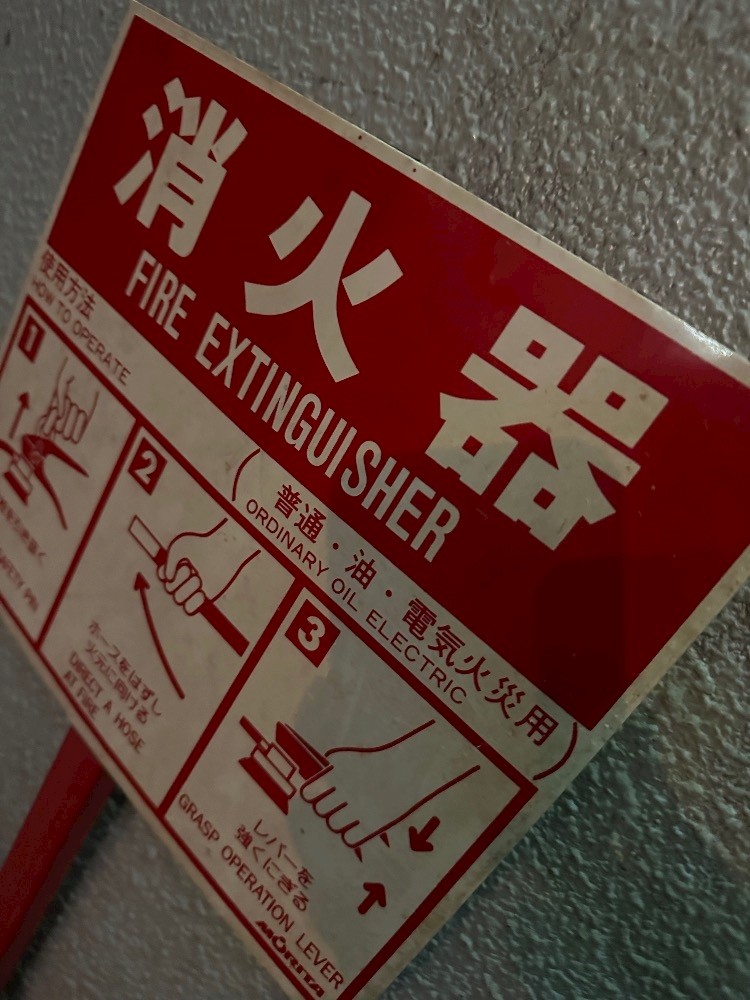 消火器
FIRE EXTINGUISHER
使用方法
HOW TO OPERATE
(普通・油・電気火災用)
ORDINARY OIL ELECTRIC
1
SAFETY PIN
2
ホースをはずし
火元に向ける
DIRECT A HOSE
AT FIRE
3
レバーを
強くにぎる
GRASP OPERATION LEVER
MORITA